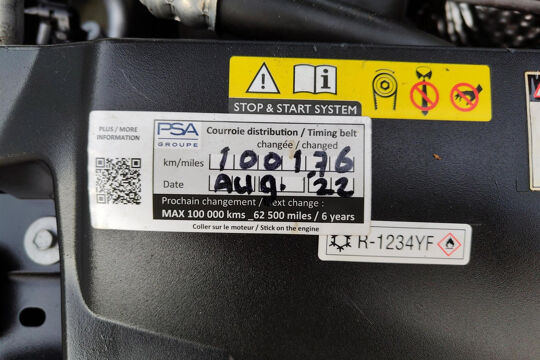 STOP & START SYSTEM
PLUS / MORE
INFORMATION
PSA
GROUPE
Courroie distribution / Timing belt
changée / changed
km/miles 100176
Date Aug. 22
Prochain changement / Next change :
MAX 100 000 kms _62 500 miles / 6 years
Coller sur le moteur / Stick on the engine
R-1234YF